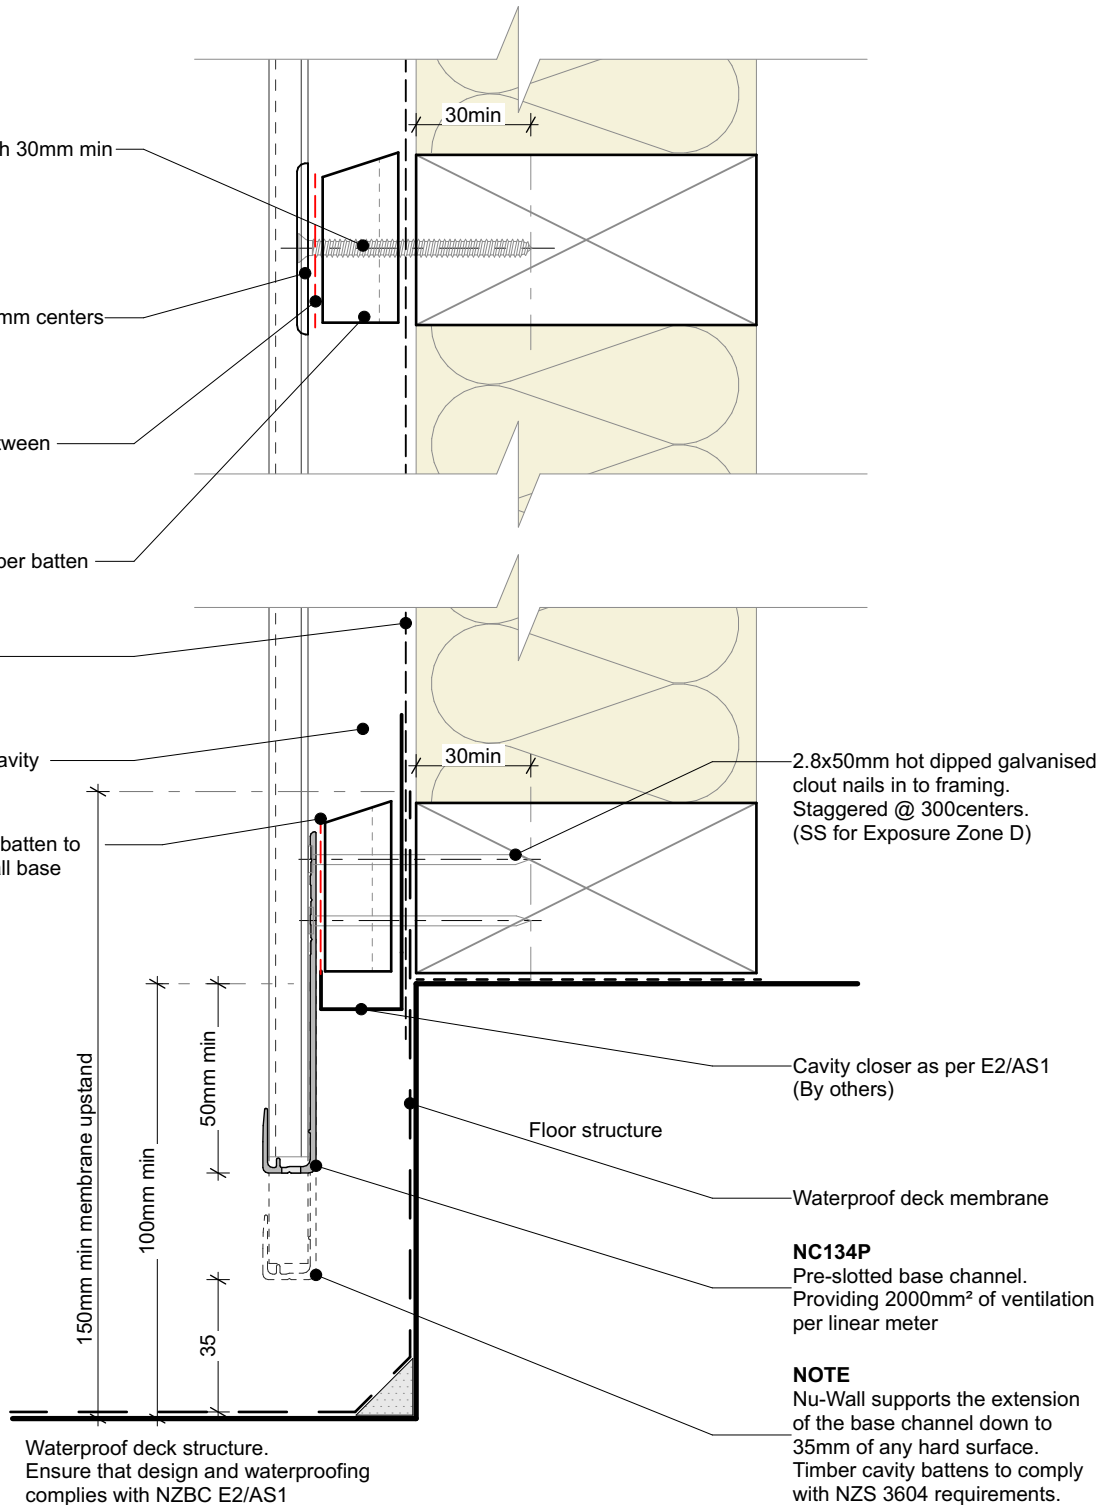 30min
h 30mm min
mm centers
tween
per batten
30min
avity
batten to
all base
2.8x50mm hot dipped galvanised
clout nails in to framing.
Staggered @ 300centers.
(SS for Exposure Zone D)
150mm min membrane upstand
100mm min
50mm min
35
Cavity closer as per E2/AS1
(By others)
Floor structure
Waterproof deck membrane
NC134P
Pre-slotted base channel.
Providing 2000mm² of ventilation
per linear meter
NOTE
Nu-Wall supports the extension
of the base channel down to
35mm of any hard surface.
Timber cavity battens to comply
with NZS 3604 requirements.
Waterproof deck structure.
Ensure that design and waterproofing
complies with NZBC E2/AS1